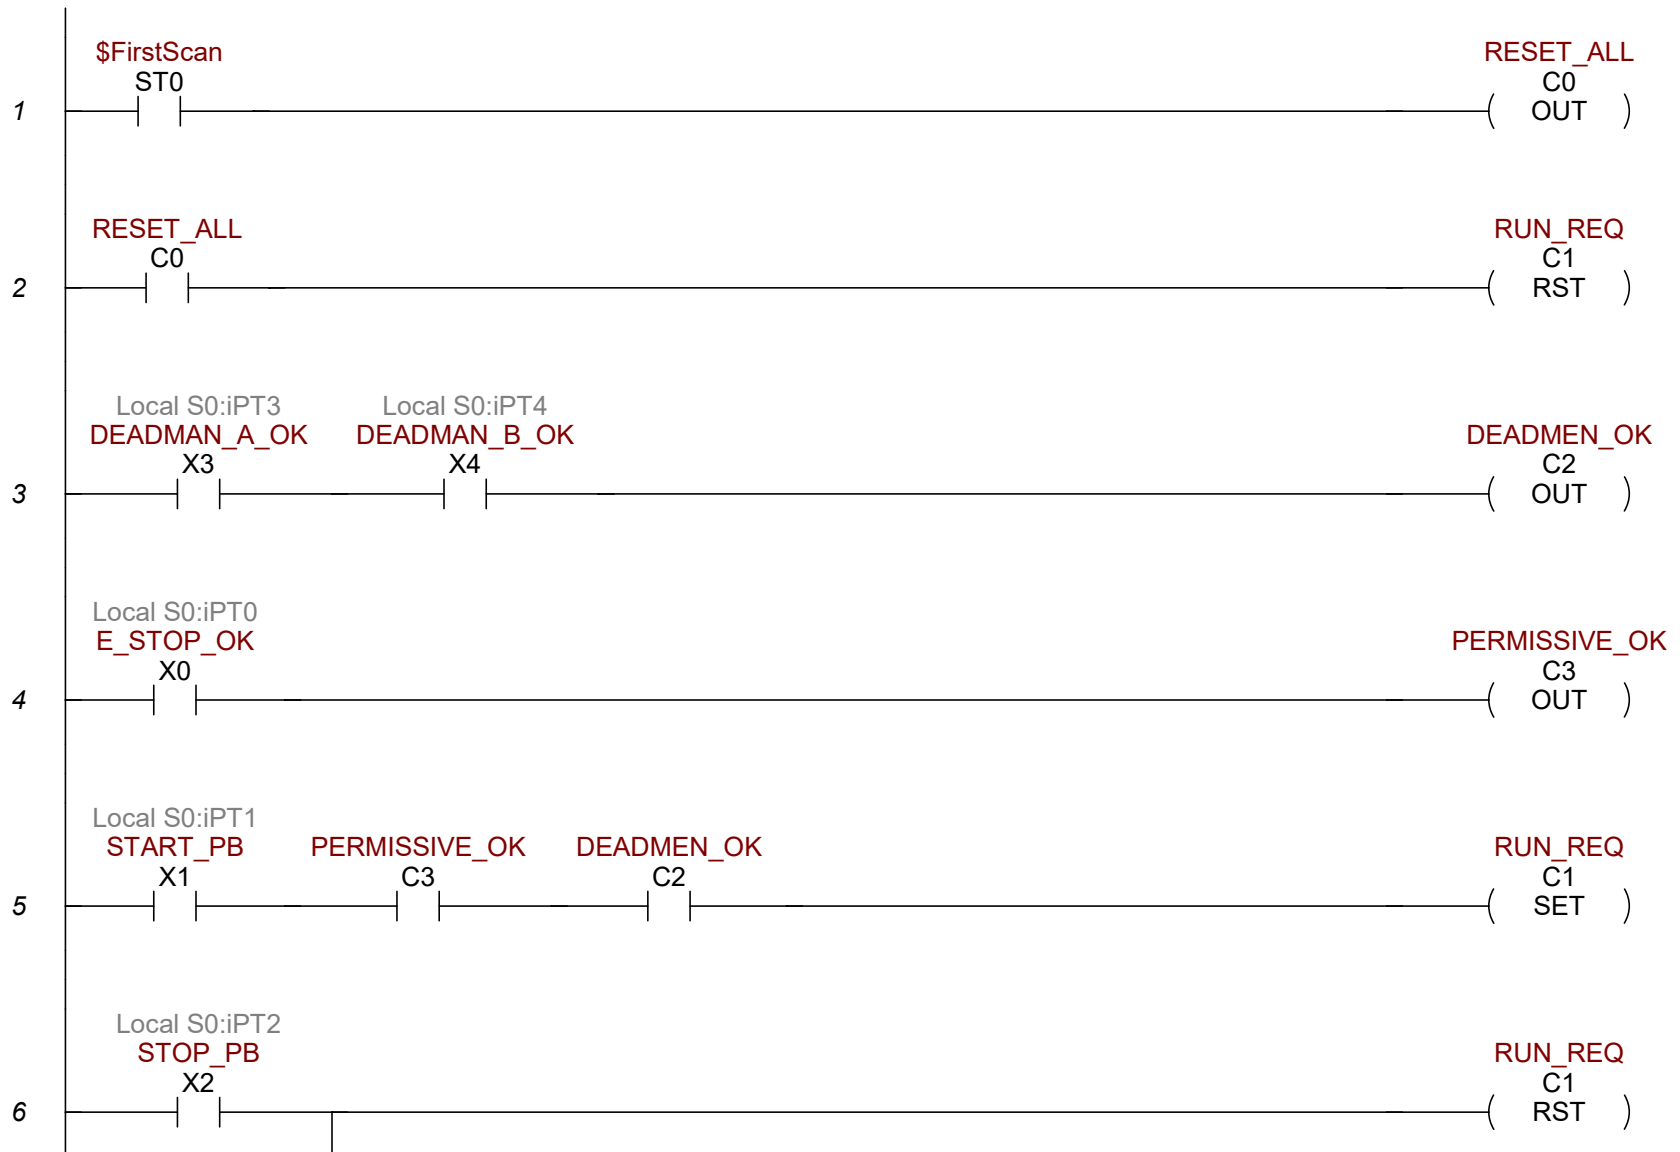 $FirstScan
ST0
RESET_ALL
C0
1
OUT
RESET_ALL
C0
RUN_REQ
C1
2
RST
Local S0:iPT3
Local S0:iPT4
DEADMAN_A_OK
DEADMAN_B_OK
X3
X4
DEADMEN_OK
C2
3
OUT
Local S0:iPT0
E_STOP_OK
X0
PERMISSIVE_OK
C3
4
OUT
Local S0:iPT1
START_PB
PERMISSIVE_OK
DEADMEN_OK
X1
C3
C2
RUN_REQ
C1
5
SET
Local S0:iPT2
STOP_PB
X2
RUN_REQ
C1
6
RST